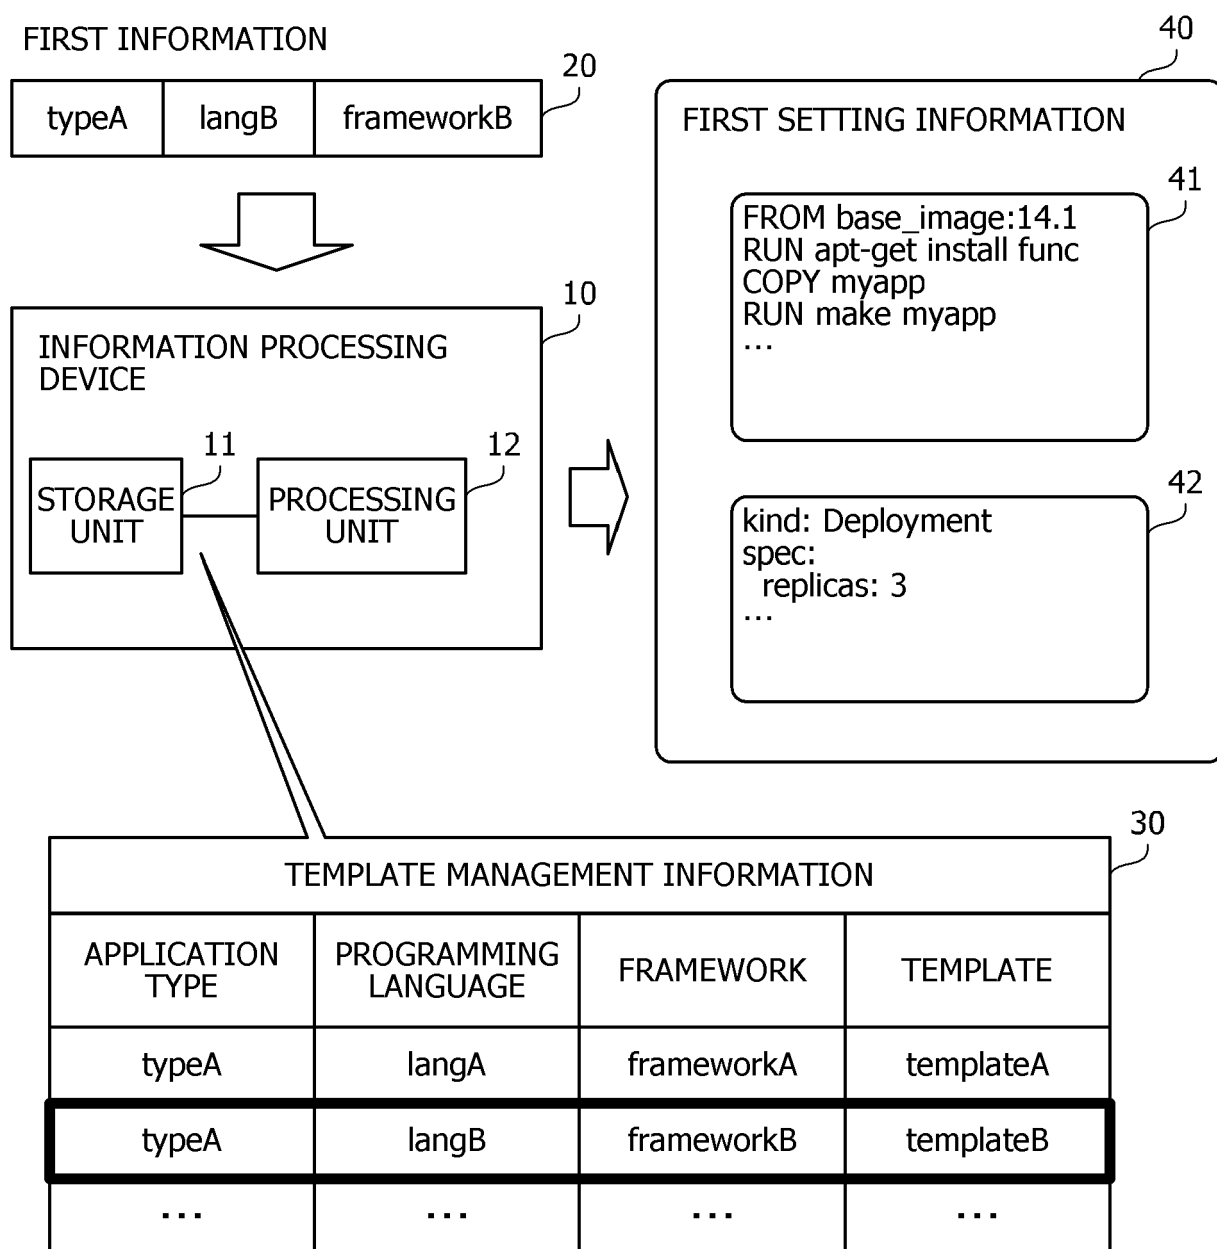 FIRST INFORMATION
20
typeA langB frameworkB
10
INFORMATION PROCESSING
DEVICE
11
12
STORAGE
UNIT
PROCESSING
UNIT
40
FIRST SETTING INFORMATION
41
FROM base_image:14.1
RUN apt-get install func
COPY myapp
RUN make myapp
...
42
kind: Deployment
spec:
replicas: 3
...
30
TEMPLATE MANAGEMENT INFORMATION
APPLICATION
TYPE
PROGRAMMING
LANGUAGE
FRAMEWORK
TEMPLATE
typeA langA frameworkA templateA
typeA langB frameworkB templateB
... ... ... ...